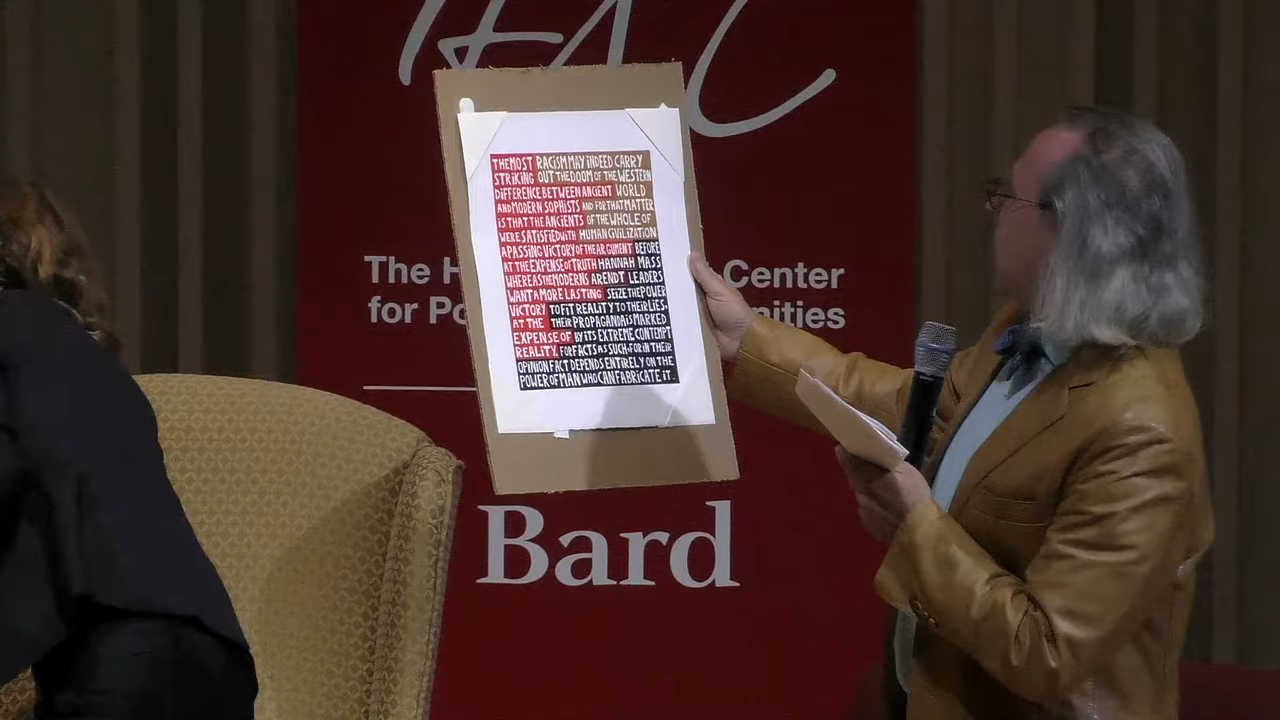 HAC
The H Center
for Po nities
Bard
THE MOST RACISM MAY INDEED CARRY
STRIKING OUT THE DOOM OF THE WESTERN
DIFFERENCE BETWEEN ANCIENT WORLD
AND MODERN SOPHISTS AND FOR THAT MATTER
IS THAT THE ANCIENTS OF THE WHOLE OF
WERE SATISFIED WITH HUMAN CIVILIZATION
A PASSING VICTORY OF THE ARGUMENT BEFORE
AT THE EXPENSE OF TRUTH HANNAH MASS
WHEREAS THE MODERNS ARENDT LEADERS
WANT A MORE LASTING SEIZE THE POWER
VICTORY TO FIT REALITY TO THEIR LIES,
AT THE THEIR PROPAGANDA IS MARKED
EXPENSE OF BY ITS EXTREME CONTEMPT
REALITY. FOR FACTS AS SUCH, FOR IN THEIR
OPINION FACT DEPENDS ENTIRELY ON THE
POWER OF MAN WHO CAN FABRICATE IT.